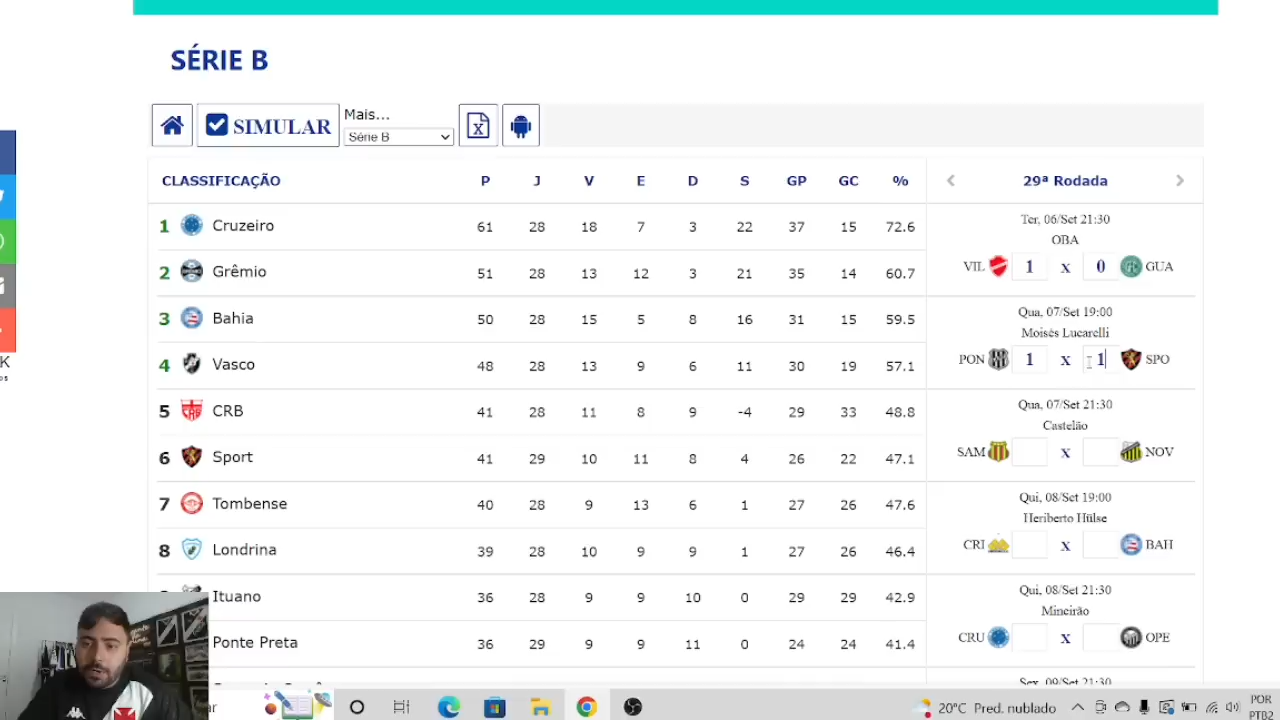 SÉRIE B
SIMULAR
Mais...
Série B
CLASSIFICAÇÃO P J V E D S GP GC %
1 Cruzeiro 61 28 18 7 3 22 37 15 72.6
2 Grêmio 51 28 13 12 3 21 35 14 60.7
3 Bahia 50 28 15 5 8 16 31 15 59.5
4 Vasco 48 28 13 9 6 11 30 19 57.1
5 CRB 41 28 11 8 9 -4 29 33 48.8
6 Sport 41 29 10 11 8 4 26 22 47.1
7 Tombense 40 28 9 13 6 1 27 26 47.6
8 Londrina 39 28 10 9 9 1 27 26 46.4
Ituano 36 28 9 9 10 0 29 29 42.9
Ponte Preta 36 29 9 9 11 0 24 24 41.4
29ª Rodada
Ter, 06/Set 21:30
OBA
VIL 1 x 0 GUA
Qua, 07/Set 19:00
Moisés Lucarelli
PON 1 x 1 SPO
Qua, 07/Set 21:30
Castelão
SAM x NOV
Qui, 08/Set 19:00
Heriberto Hülse
CRI x BAH
Qui, 08/Set 21:30
Mineirão
CRU x OPE
Sex, 09/Set 21:30
K
ar
20°C Pred. nublado
POR
PTB2